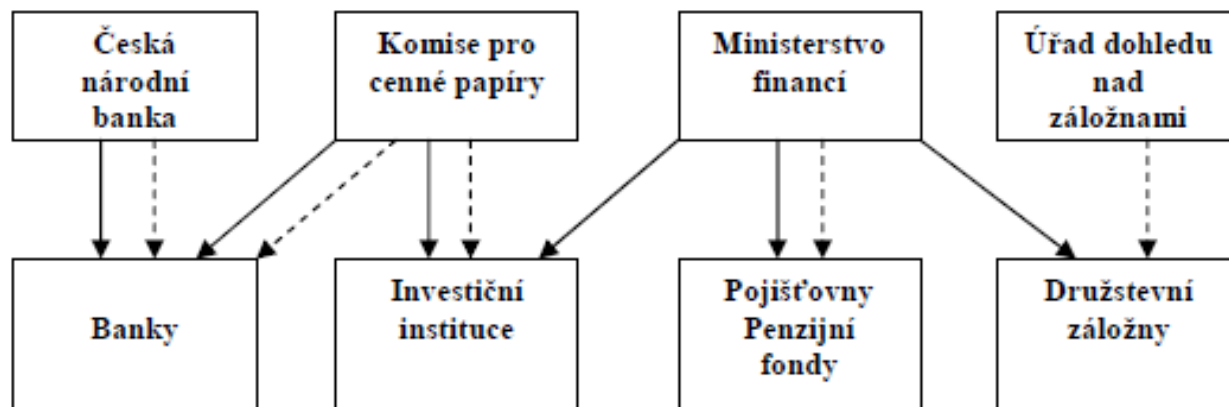 Česká
národní
banka
Komise pro
cenné papíry
Ministerstvo
financí
Úřad dohledu
nad
záložnami
Banky
Investiční
instituce
Pojišťovny
Penzijní
fondy
Družstevní
záložny